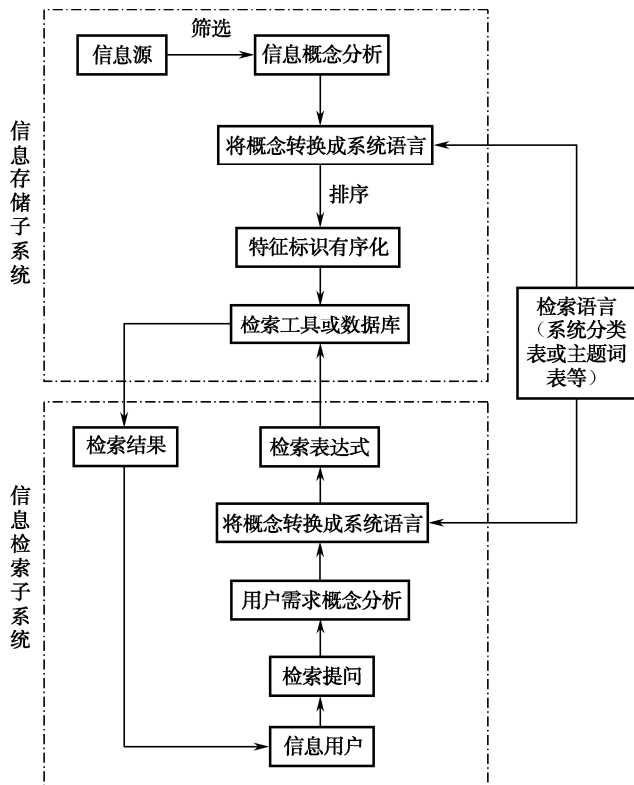 筛选
信息源
信息概念分析
将概念转换成系统语言
排序
特征标识有序化
检索工具或数据库
信息存储子系统
检索语言
（系统分类
表或主题词
表等）
检索结果
检索表达式
将概念转换成系统语言
用户需求概念分析
检索提问
信息用户
信息检索子系统